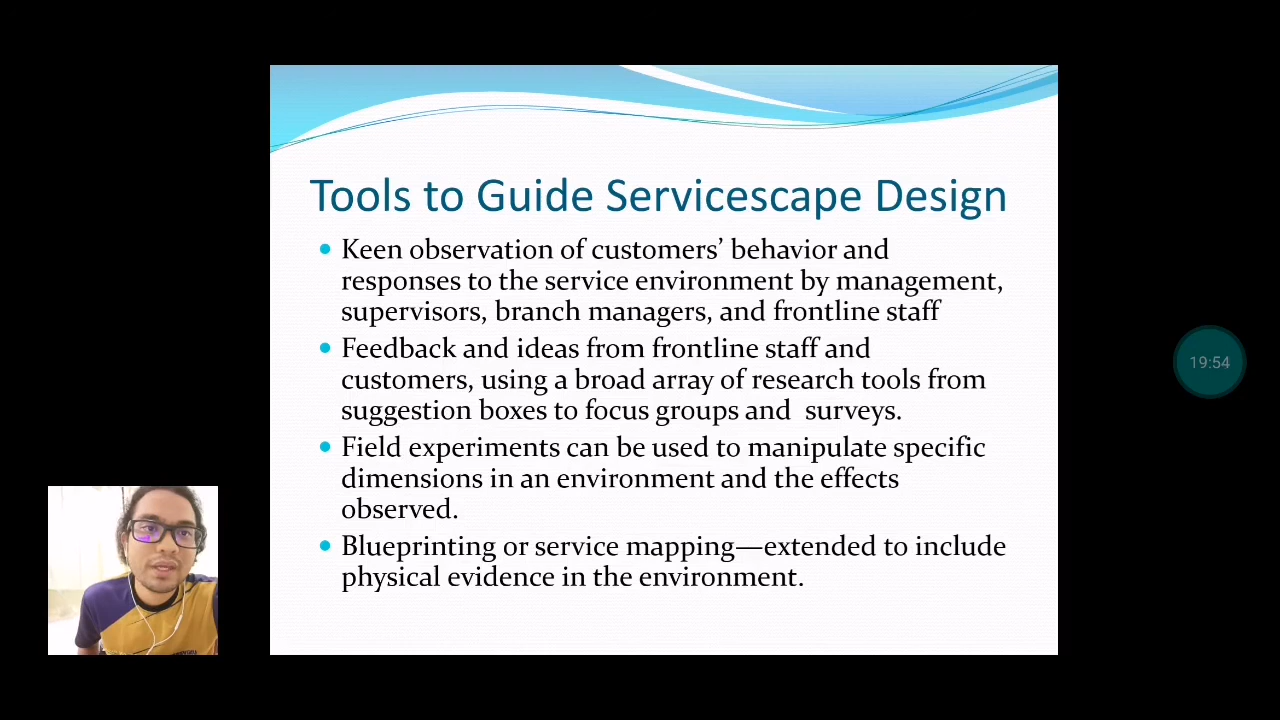 Tools to Guide Servicescape Design
Keen observation of customers’ behavior and
responses to the service environment by management,
supervisors, branch managers, and frontline staff
Feedback and ideas from frontline staff and
customers, using a broad array of research tools from
suggestion boxes to focus groups and  surveys.
Field experiments can be used to manipulate specific
dimensions in an environment and the effects
observed.
Blueprinting or service mapping—extended to include
physical evidence in the environment.
19:54